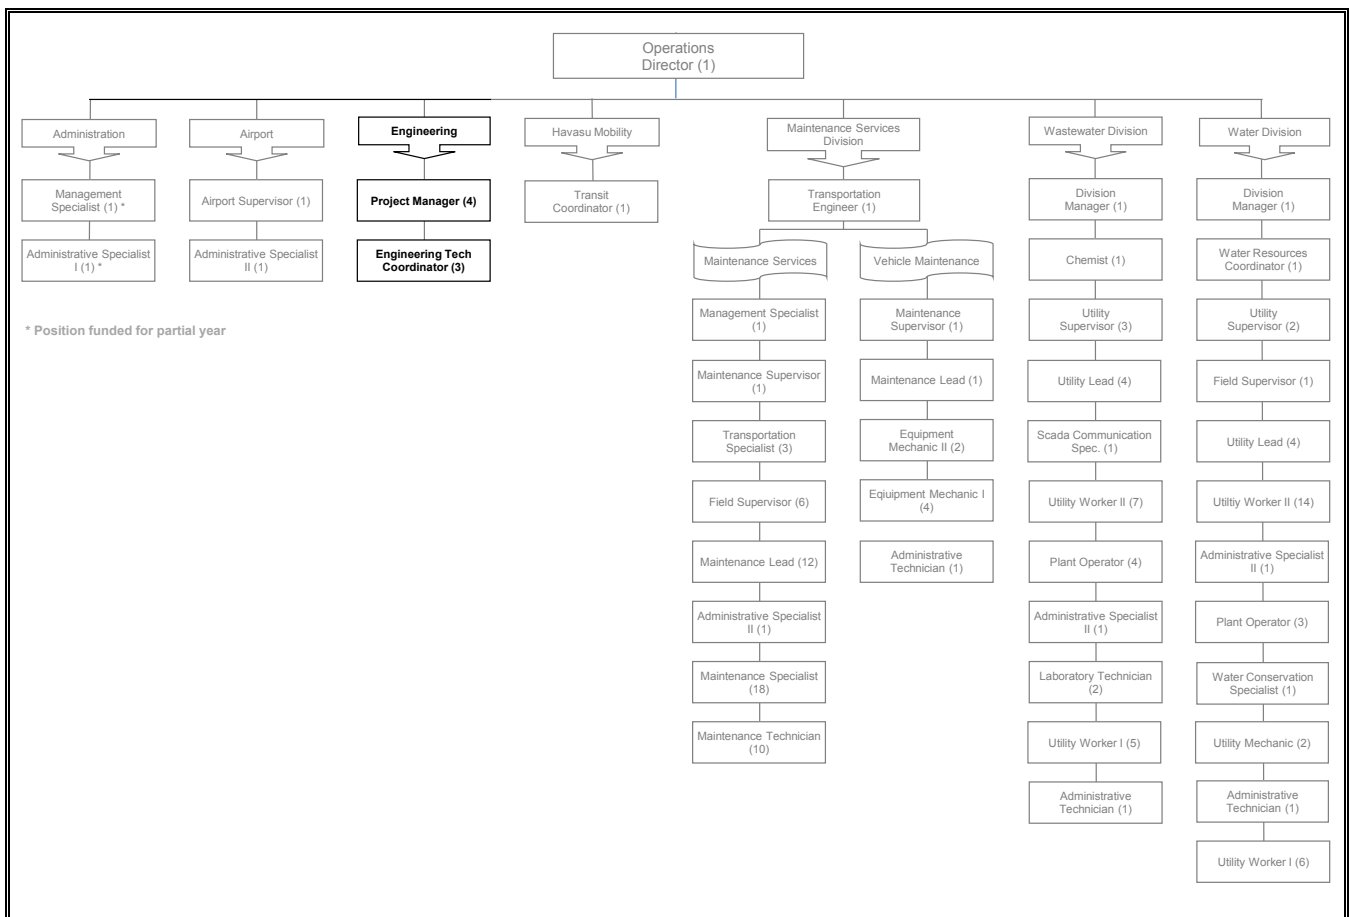 Operations
Director (1)
Administration
Management
Specialist (1) *
Administrative Specialist
I (1) *
* Position funded for partial year
Airport
Airport Supervisor (1)
Administrative Specialist
II (1)
Engineering
Project Manager (4)
Engineering Tech
Coordinator (3)
Havasu Mobility
Transit
Coordinator (1)
Maintenance Services
Division
Transportation
Engineer (1)
Maintenance Services
Management Specialist
(1)
Maintenance Supervisor
(1)
Transportation
Specialist (3)
Field Supervisor (6)
Maintenance Lead (12)
Administrative Specialist
II (1)
Maintenance Specialist
(18)
Maintenance Technician
(10)
Vehicle Maintenance
Maintenance
Supervisor (1)
Maintenance Lead (1)
Equipment
Mechanic II (2)
Eqiuipment Mechanic I
(4)
Administrative
Technician (1)
Wastewater Division
Division
Manager (1)
Chemist (1)
Utility
Supervisor (3)
Utility Lead (4)
Scada Communication
Spec. (1)
Utility Worker II (7)
Plant Operator (4)
Administrative Specialist
II (1)
Laboratory Technician
(2)
Utility Worker I (5)
Administrative
Technician (1)
Water Division
Division
Manager (1)
Water Resources
Coordinator (1)
Utility
Supervisor (2)
Field Supervisor (1)
Utility Lead (4)
Utiltiy Worker II (14)
Administrative Specialist
II (1)
Plant Operator (3)
Water Conservation
Specialist (1)
Utility Mechanic (2)
Administrative
Technician (1)
Utility Worker I (6)